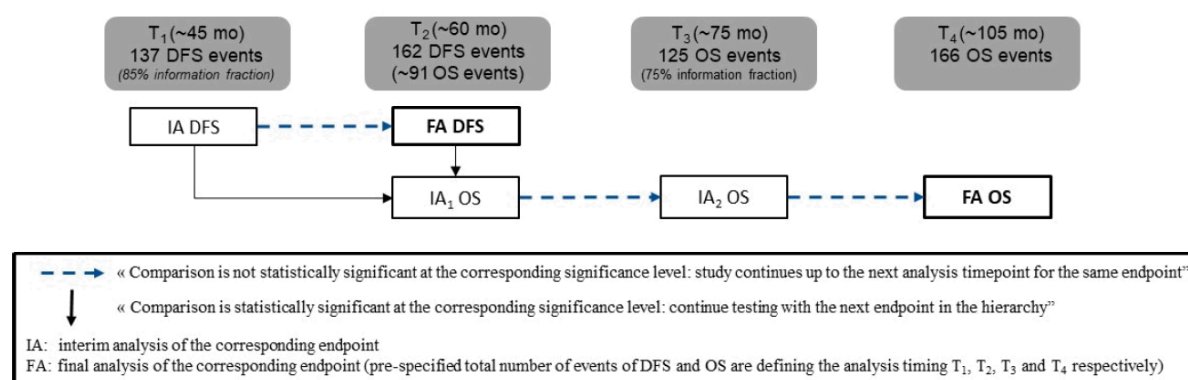 T1 (~45 mo)
137 DFS events
(85% information fraction)
T2 (~60 mo)
162 DFS events
(~91 OS events)
T3 (~75 mo)
125 OS events
(75% information fraction)
T4 (~105 mo)
166 OS events
IA DFS
FA DFS
IA1 OS
IA2 OS
FA OS
« Comparison is not statistically significant at the corresponding significance level: study continues up to the next analysis timepoint for the same endpoint”
« Comparison is statistically significant at the corresponding significance level: continue testing with the next endpoint in the hierarchy”
IA: interim analysis of the corresponding endpoint
FA: final analysis of the corresponding endpoint (pre-specified total number of events of DFS and OS are defining the analysis timing T1, T2, T3 and T4 respectively)